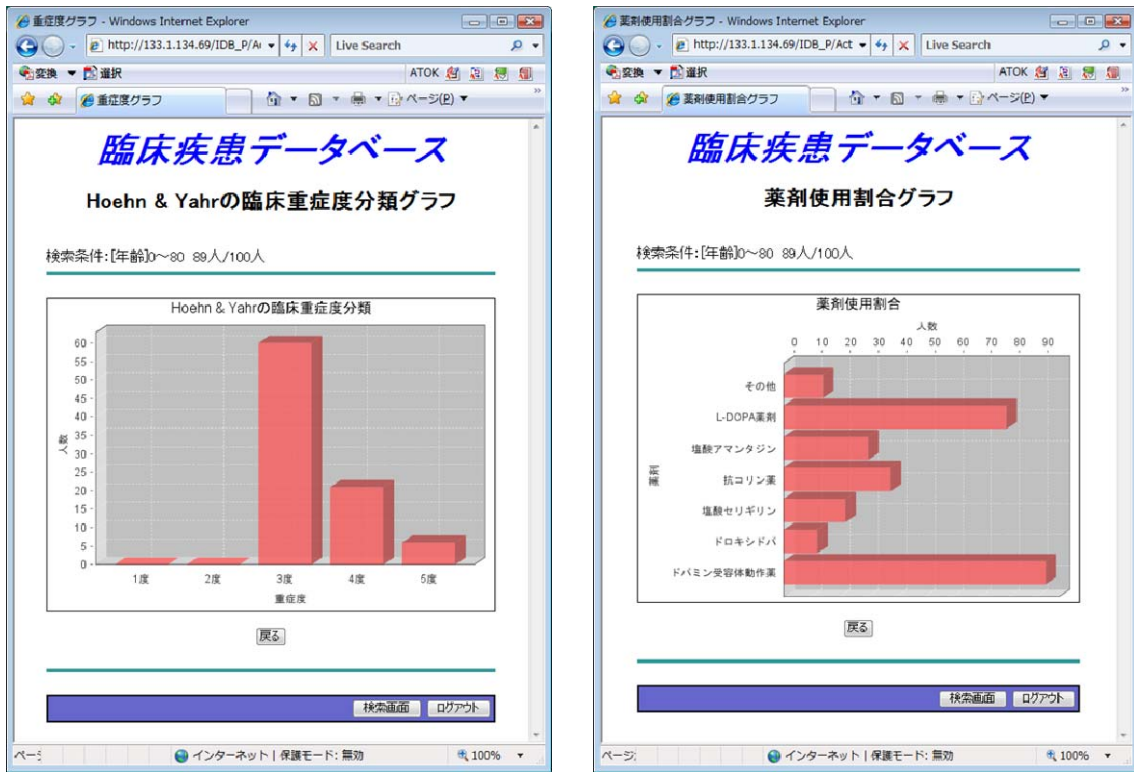 重症度グラフ - Windows Internet Explorer
http://133.1.134.69/IDB_P/A
Live Search
変換 選択
ATOK
重症度グラフ
ページ(P)
臨床疾患データベース
Hoehn & Yahrの臨床重症度分類グラフ
検索条件:[年齢]0～80 89人/100人
Hoehn & Yahrの臨床重症度分類
60
55
50
45
40
35
30
25
20
15
10
5
0
人数
1度 2度 3度 4度 5度
重症度
戻る
検索画面 ログアウト
インターネット | 保護モード: 無効
100%
薬剤使用割合グラフ - Windows Internet Explorer
http://133.1.134.69/IDB_P/Act
Live Search
変換 選択
ATOK
薬剤使用割合グラフ
ページ(P)
臨床疾患データベース
薬剤使用割合グラフ
検索条件:[年齢]0～80 89人/100人
薬剤使用割合
人数
0 10 20 30 40 50 60 70 80 90
その他
L-DOPA薬剤
塩酸アマンタジン
抗コリン薬
塩酸セリギリン
ドロキシドパ
ドパミン受容体動作薬
薬剤
戻る
検索画面 ログアウト
ページ
インターネット | 保護モード: 無効
100%